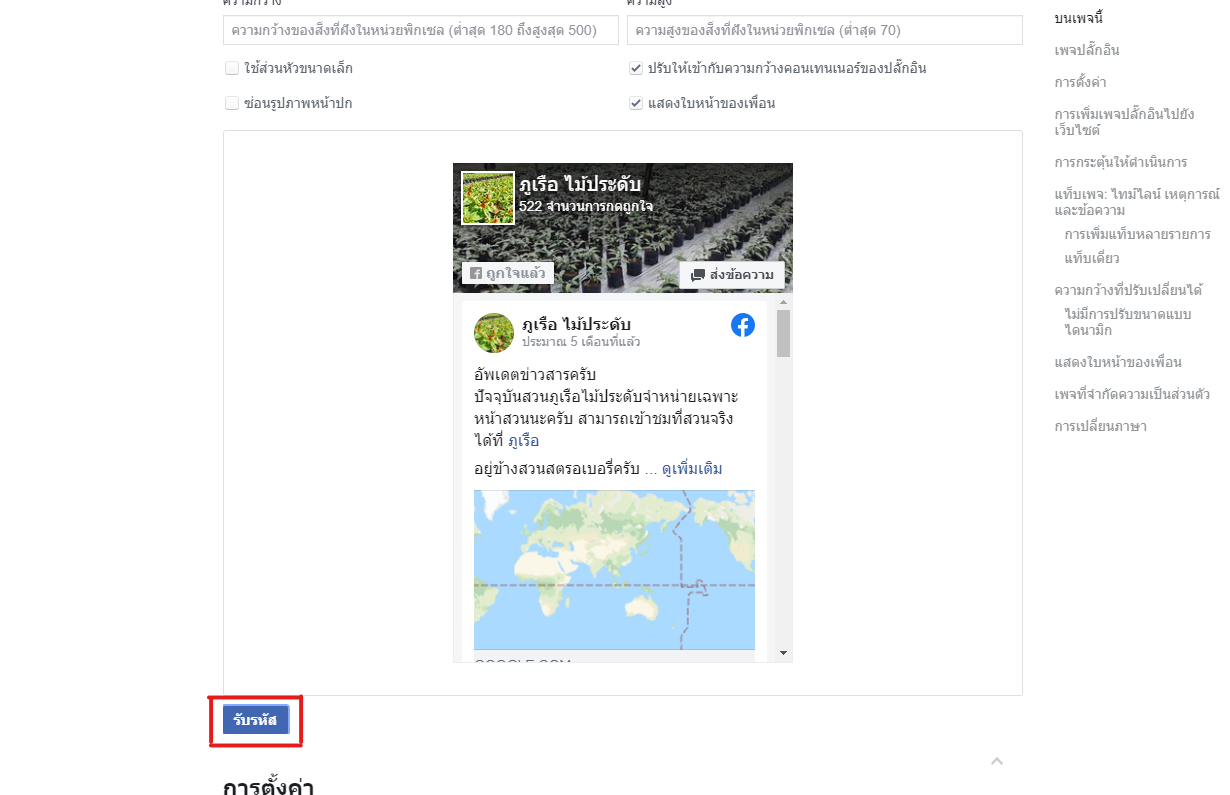 ความกว้าง
ความสูง
ความกว้างของสิ่งที่ฝังในหน่วยพิกเซล (ต่ำสุด 180 ถึงสูงสุด 500)
ความสูงของสิ่งที่ฝังในหน่วยพิกเซล (ต่ำสุด 70)
ใช้ส่วนหัวขนาดเล็ก
ปรับให้เข้ากับความกว้างคอนเทนเนอร์ของปลั๊กอิน
ซ่อนรูปภาพหน้าปก
แสดงใบหน้าของเพื่อน
ภูเรือ ไม้ประดับ
522 จำนวนการกดถูกใจ
ถูกใจแล้ว
ส่งข้อความ
ภูเรือ ไม้ประดับ
ประมาณ 5 เดือนที่แล้ว
อัพเดตข่าวสารครับ
ปัจจุบันสวนภูเรือไม้ประดับจำหน่ายเฉพาะ
หน้าสวนนะครับ สามารถเข้าชมที่สวนจริง
ได้ที่ ภูเรือ
อยู่ข้างสวนสตรอเบอรี่ครับ ... ดูเพิ่มเติม
GOOGLE.COM
รับรหัส
การตั้งค่า
บนเพจนี้
เพจปลั๊กอิน
การตั้งค่า
การเพิ่มเพจปลั๊กอินไปยัง
เว็บไซต์
การกระตุ้นให้ดำเนินการ
แท็บเพจ: ไทม์ไลน์ เหตุการณ์
และข้อความ
การเพิ่มแท็บหลายรายการ
แท็บเดี่ยว
ความกว้างที่ปรับเปลี่ยนได้
ไม่มีการปรับขนาดแบบ
ไดนามิก
แสดงใบหน้าของเพื่อน
เพจที่จำกัดความเป็นส่วนตัว
การเปลี่ยนภาษา